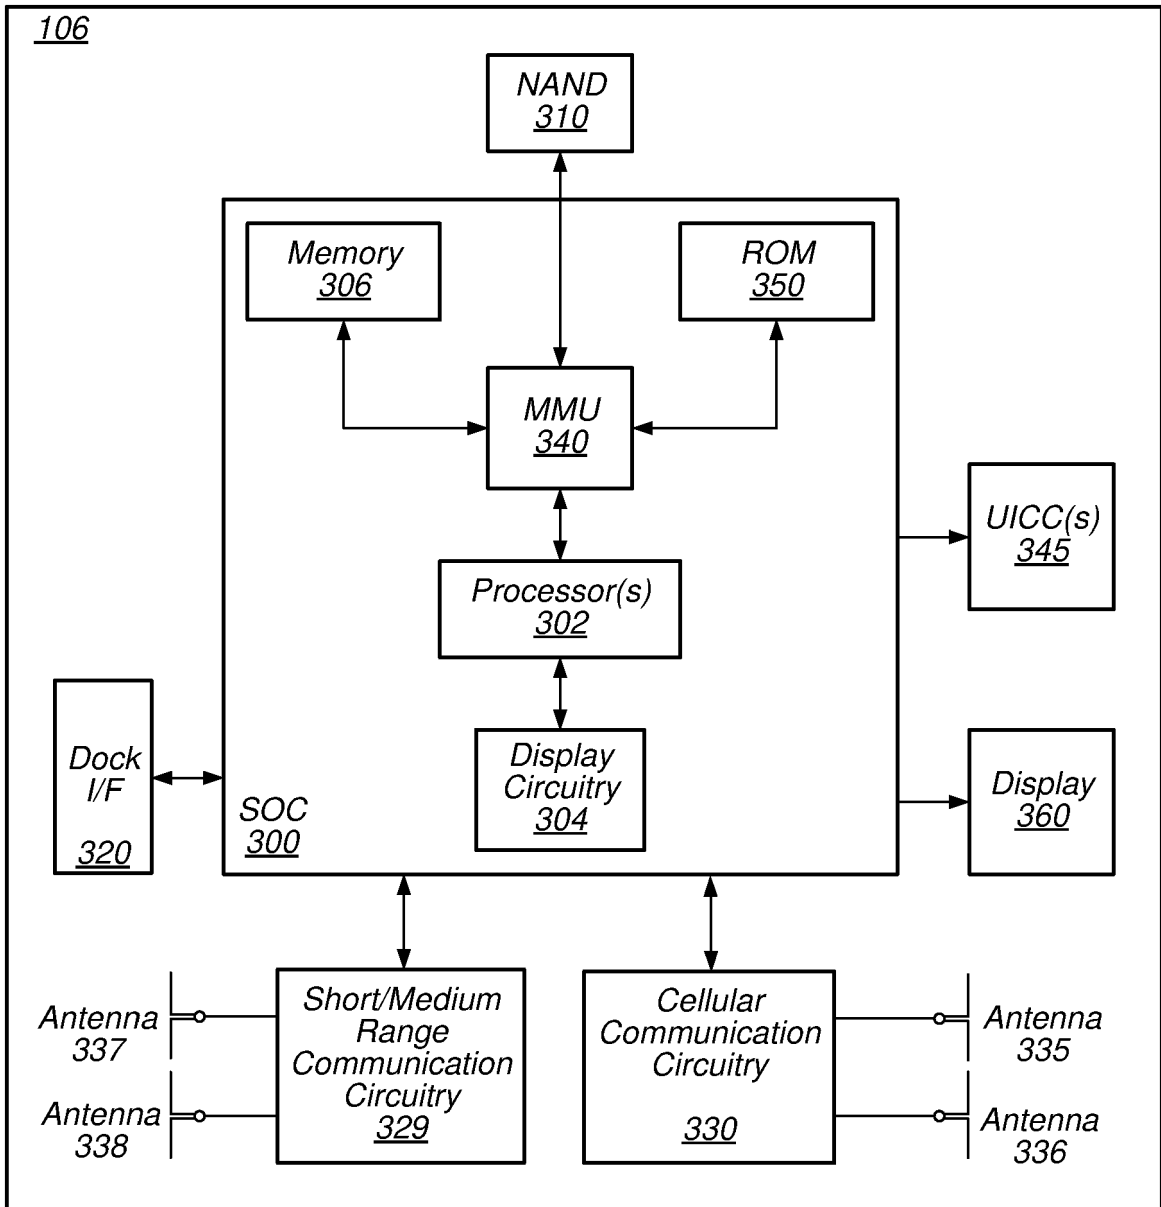 106
NAND
310
Memory
306
ROM
350
MMU
340
UICC(s)
345
Processor(s)
302
Dock
I/F
320
Display
Circuitry
304
SOC
300
Display
360
Antenna
337
Antenna
338
Short/Medium
Range
Communication
Circuitry
329
Cellular
Communication
Circuitry
330
Antenna
335
Antenna
336